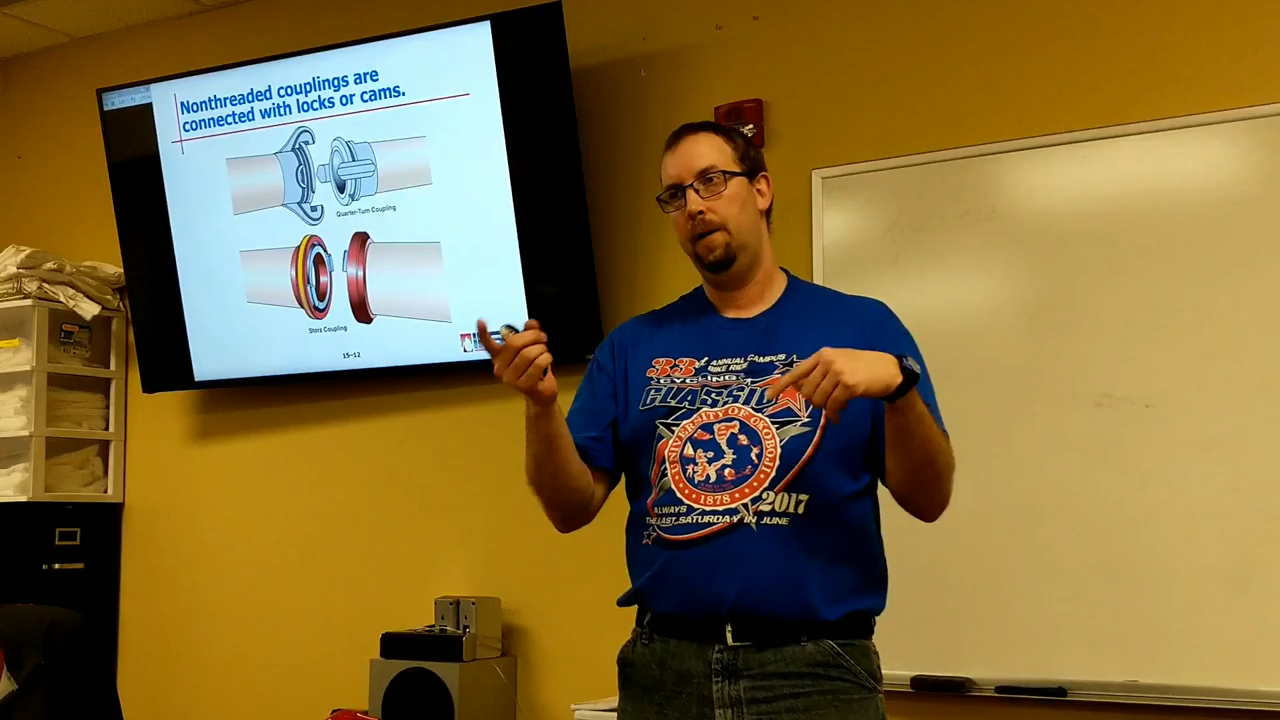 Nonthreaded couplings are
connected with locks or cams.
Quarter-Turn Coupling
Storz Coupling
15–12
33rd ANNUAL CAMPUS
BIKE RIDE
CYCLING
CLASSIC
UNIVERSITY OF OKOBOJI
1878
2017
ALWAYS
THE LAST SATURDAY IN JUNE